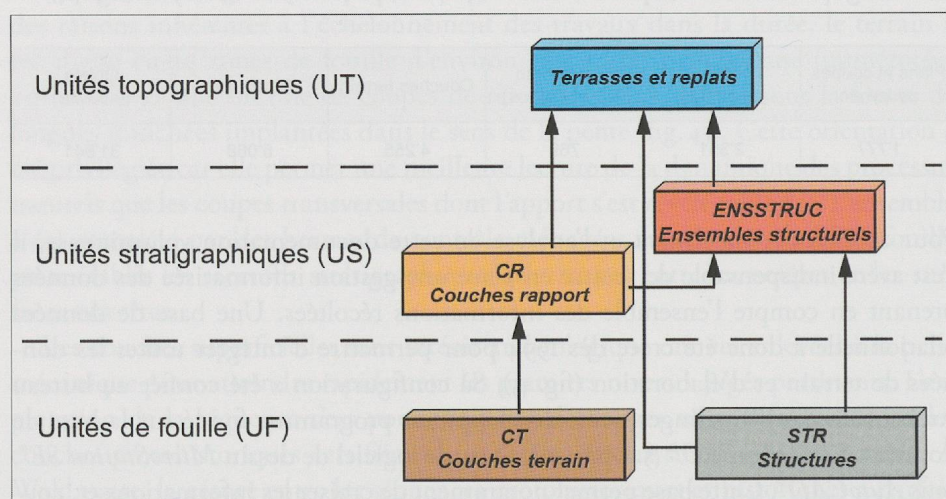 Unités topographiques (UT)
Terrasses et replats
ENSSTRUC
Ensembles structurels
Unités stratigraphiques (US)
CR
Couches rapport
Unités de fouille (UF)
CT
Couches terrain
STR
Structures